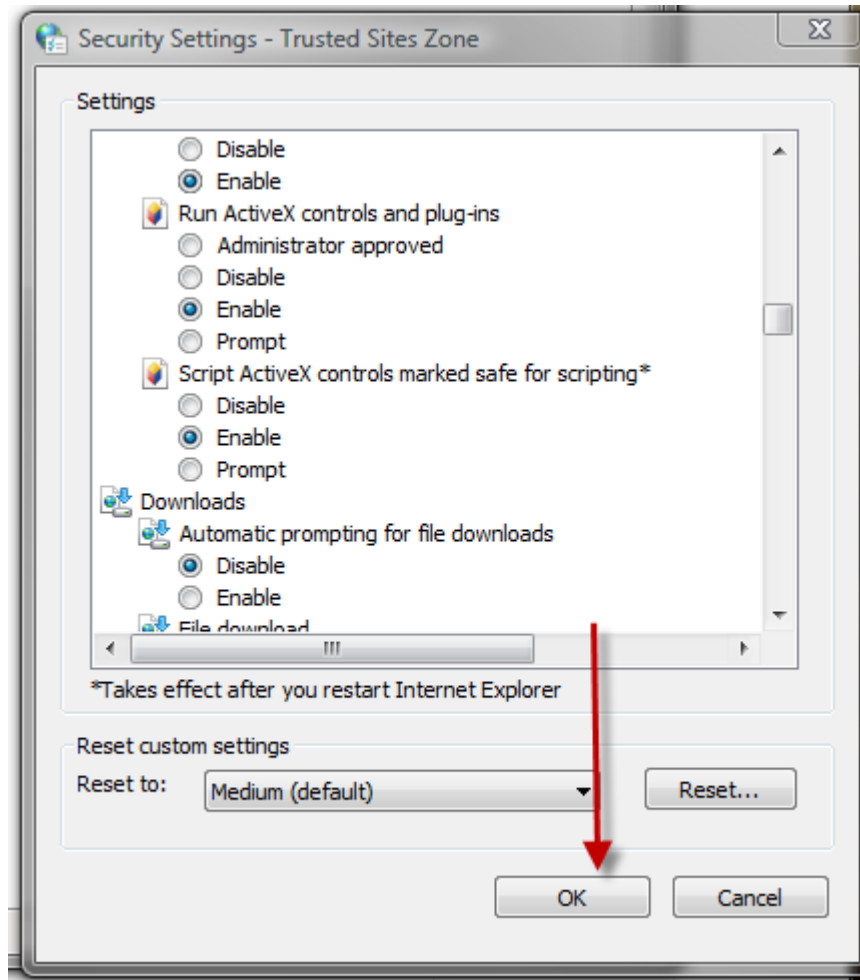 Security Settings - Trusted Sites Zone
Settings
Disable
Enable
Run ActiveX controls and plug-ins
Administrator approved
Disable
Enable
Prompt
Script ActiveX controls marked safe for scripting*
Disable
Enable
Prompt
Downloads
Automatic prompting for file downloads
Disable
Enable
File download
*Takes effect after you restart Internet Explorer
Reset custom settings
Reset to: Medium (default) Reset...
OK Cancel